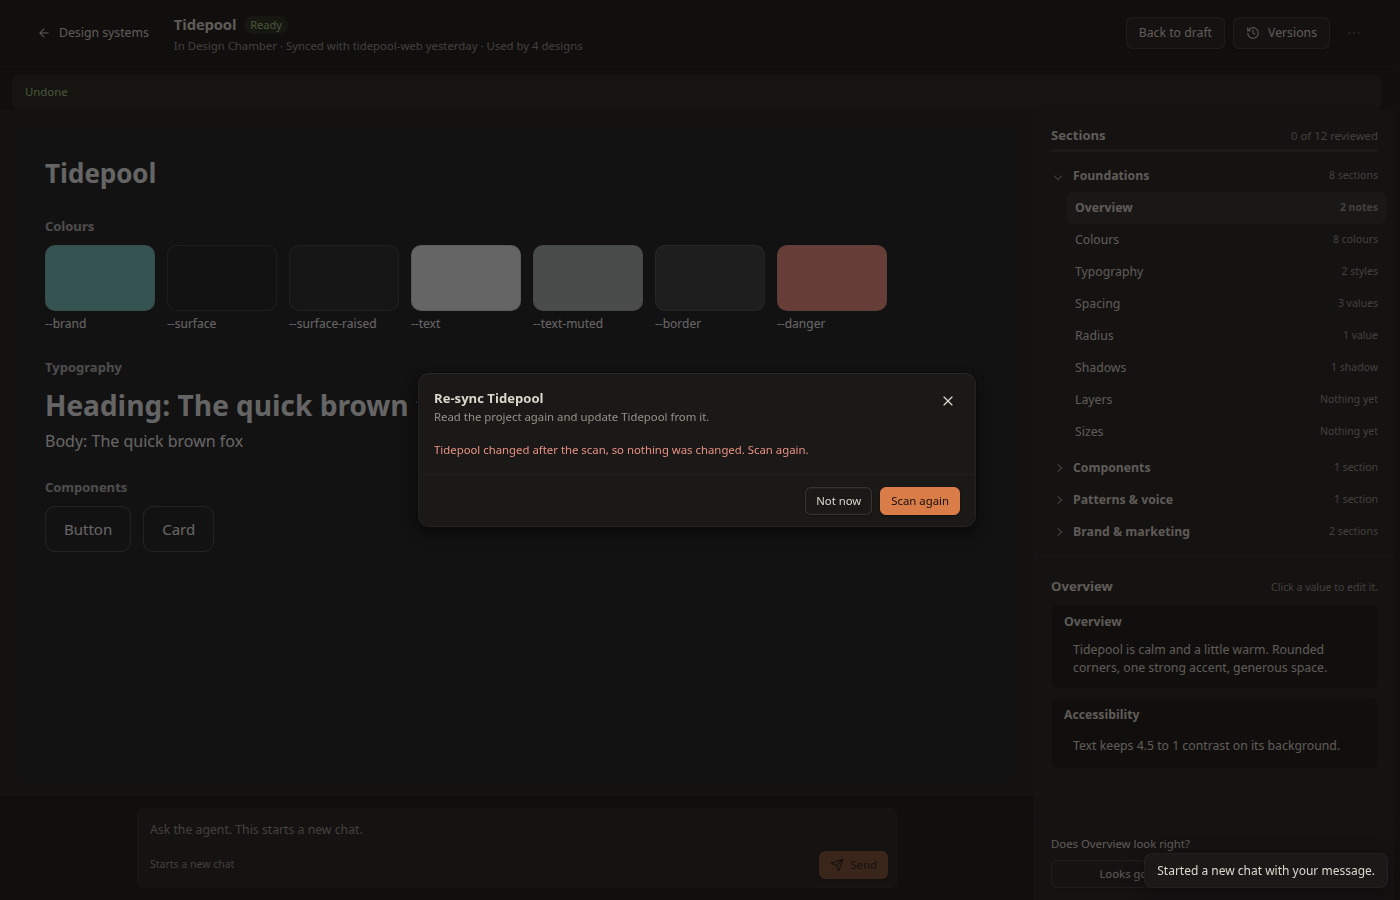 Design systems
Tidepool
Ready
In Design Chamber · Synced with tidepool-web yesterday · Used by 4 designs
Back to draft
Versions
Undone
Tidepool
Colours
--brand
--surface
--surface-raised
--text
--text-muted
--border
--danger
Typography
Heading: The quick brown
Body: The quick brown fox
Components
Button
Card
Re-sync Tidepool
Read the project again and update Tidepool from it.
Tidepool changed after the scan, so nothing was changed. Scan again.
Not now
Scan again
Ask the agent. This starts a new chat.
Starts a new chat
Send
Sections
0 of 12 reviewed
Foundations
8 sections
Overview
2 notes
Colours
8 colours
Typography
2 styles
Spacing
3 values
Radius
1 value
Shadows
1 shadow
Layers
Nothing yet
Sizes
Nothing yet
Components
1 section
Patterns & voice
1 section
Brand & marketing
2 sections
Overview
Click a value to edit it.
Overview
Tidepool is calm and a little warm. Rounded
corners, one strong accent, generous space.
Accessibility
Text keeps 4.5 to 1 contrast on its background.
Does Overview look right?
Looks
Started a new chat with your message.